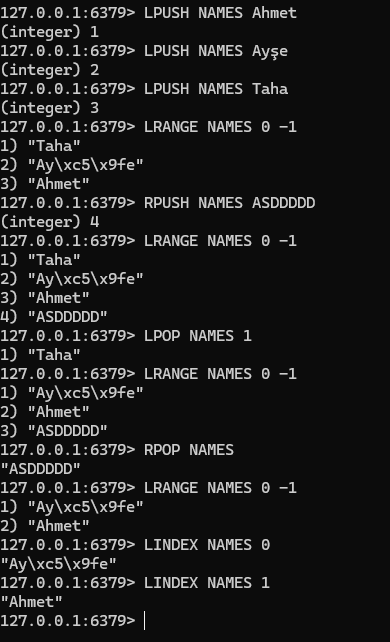 127.0.0.1:6379> LPUSH NAMES Ahmet
(integer) 1
127.0.0.1:6379> LPUSH NAMES Ayşe
(integer) 2
127.0.0.1:6379> LPUSH NAMES Taha
(integer) 3
127.0.0.1:6379> LRANGE NAMES 0 -1
1) "Taha"
2) "Ay\xc5\x9fe"
3) "Ahmet"
127.0.0.1:6379> RPUSH NAMES ASDDDDD
(integer) 4
127.0.0.1:6379> LRANGE NAMES 0 -1
1) "Taha"
2) "Ay\xc5\x9fe"
3) "Ahmet"
4) "ASDDDDD"
127.0.0.1:6379> LPOP NAMES 1
1) "Taha"
127.0.0.1:6379> LRANGE NAMES 0 -1
1) "Ay\xc5\x9fe"
2) "Ahmet"
3) "ASDDDDD"
127.0.0.1:6379> RPOP NAMES
"ASDDDDD"
127.0.0.1:6379> LRANGE NAMES 0 -1
1) "Ay\xc5\x9fe"
2) "Ahmet"
127.0.0.1:6379> LINDEX NAMES 0
"Ay\xc5\x9fe"
127.0.0.1:6379> LINDEX NAMES 1
"Ahmet"
127.0.0.1:6379>